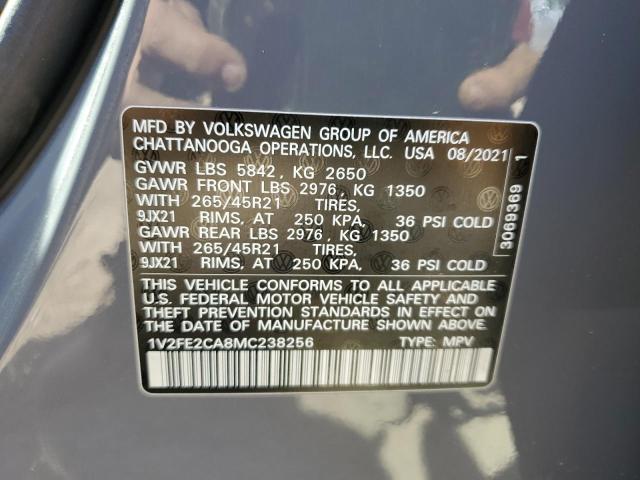 MFD BY VOLKSWAGEN GROUP OF AMERICA
CHATTANOOGA OPERATIONS, LLC. USA 08/2021
GVWR LBS 5842, KG 2650
GAWR FRONT LBS 2976, KG 1350
WITH 265/45R21 TIRES,
9JX21 RIMS, AT 250 KPA, 36 PSI COLD
GAWR REAR LBS 2976, KG 1350
WITH 265/45R21 TIRES,
9JX21 RIMS, AT 250 KPA, 36 PSI COLD
THIS VEHICLE CONFORMS TO ALL APPLICABLE
U.S. FEDERAL MOTOR VEHICLE SAFETY AND
THEFT PREVENTION STANDARDS IN EFFECT ON
THE DATE OF MANUFACTURE SHOWN ABOVE.
1V2FE2CA8MC238256 TYPE: MPV
3069369 1